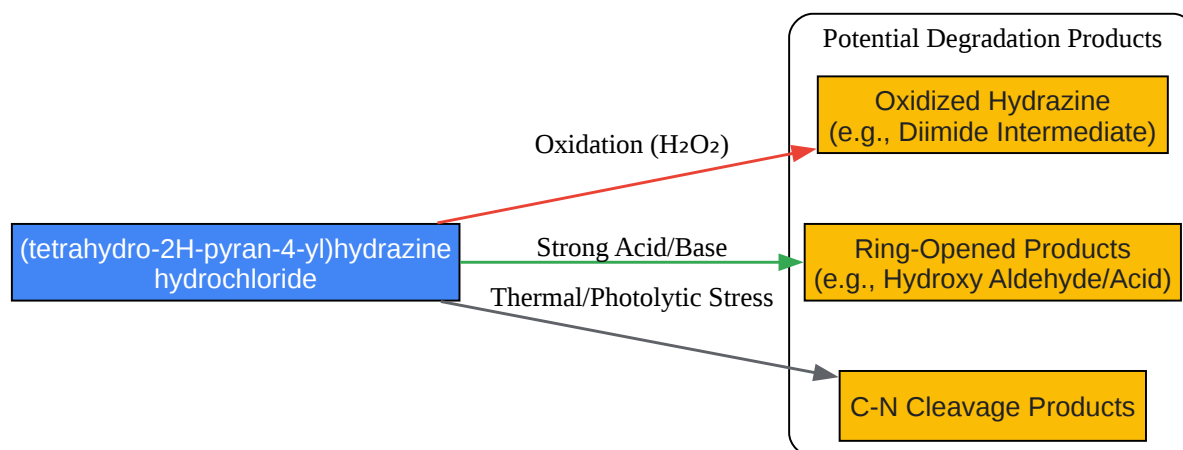 Potential Degradation Products
Oxidized Hydrazine
(e.g., Diimide Intermediate)
Oxidation (H₂O₂)
(tetrahydro-2H-pyran-4-yl)hydrazine
hydrochloride
Strong Acid/Base
Ring-Opened Products
(e.g., Hydroxy Aldehyde/Acid)
Thermal/Photolytic Stress
C-N Cleavage Products